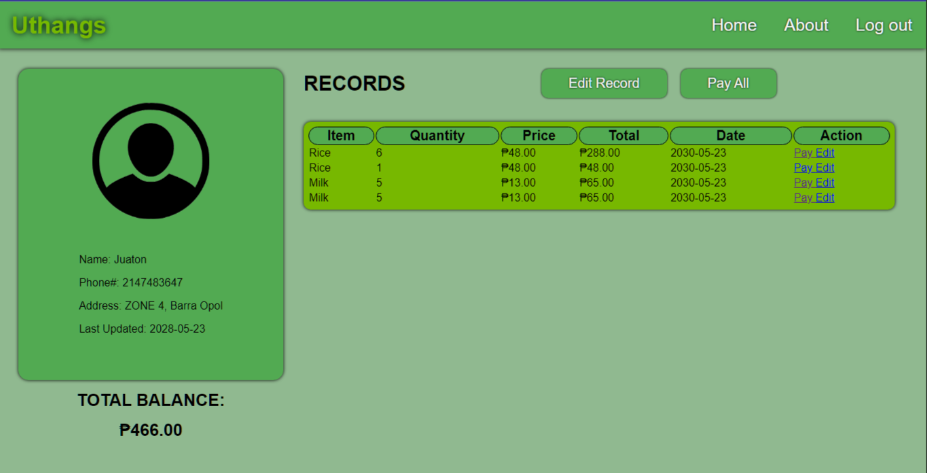 Uthangs Home About Log out
RECORDS Edit Record Pay All
Item Quantity Price Total Date Action
Rice 6 ₱48.00 ₱288.00 2030-05-23 Pay Edit
Rice 1 ₱48.00 ₱48.00 2030-05-23 Pay Edit
Milk 5 ₱13.00 ₱65.00 2030-05-23 Pay Edit
Milk 5 ₱13.00 ₱65.00 2030-05-23 Pay Edit
Name: Juaton
Phone#: 2147483647
Address: ZONE 4, Barra Opol
Last Updated: 2028-05-23
TOTAL BALANCE:
₱466.00